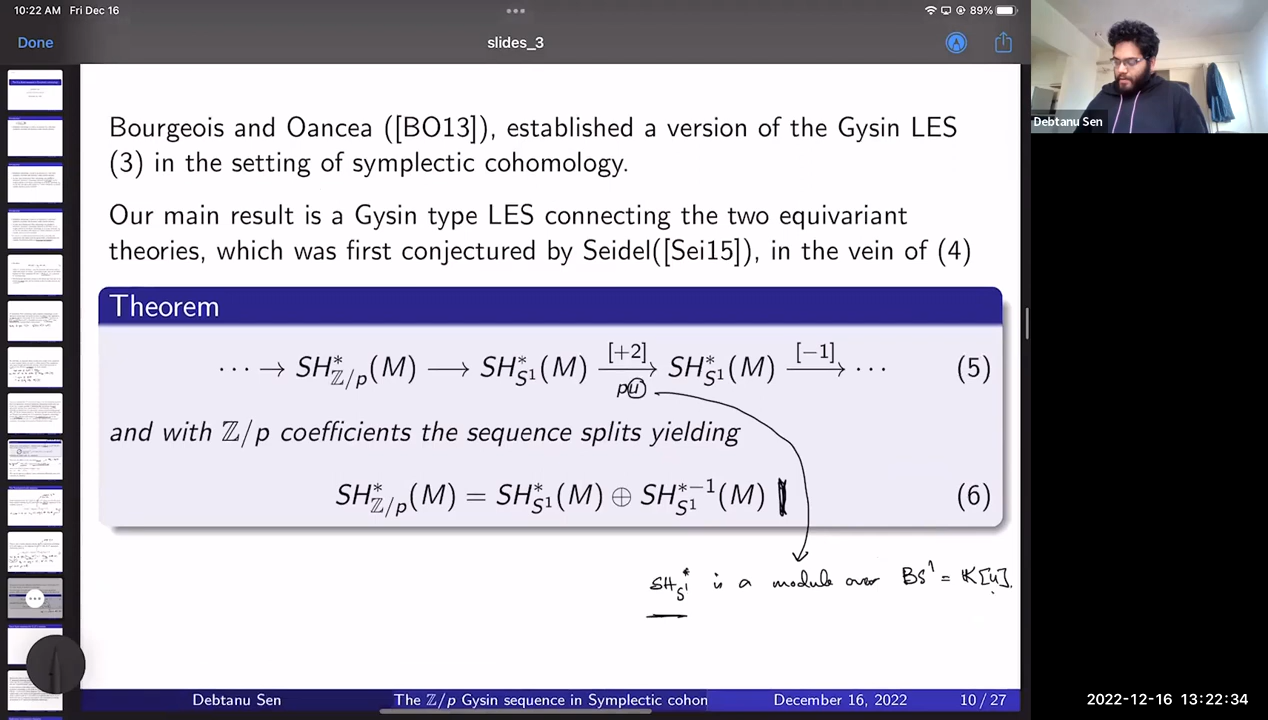 10:22 AM Fri Dec 16
89%
Done
slides_3
Debtanu Sen
Bourgeois and Oancea ([BO13]), established a version of the Gysin LES
(3) in the setting of symplectic cohomology.
Our main result is a Gysin type LES connecting the two equivariant
theories, which was first conjectured by Seidel([Sei15]), in the vein of (4)
Theorem
⋯ → SH*_{ℤ/p}(M) ⟶ SH*_{S¹}(M) [+2] ⟶ pu SH*_{S¹}(M) [−1] ⟶ ⋯ (5)
and with ℤ/p coefficients the sequence splits yielding
SH*_{ℤ/p}(M) = SH*_{S¹}(M) ⊕ SH^{*−1}_{S¹}(M) (6)
SH*_{S¹} is a module over BS¹ = K[u].
Debtanu Sen The ℤ/p Gysin sequence in Symplectic cohon December 16, 2022 10 / 27
2022-12-16 13:22:34